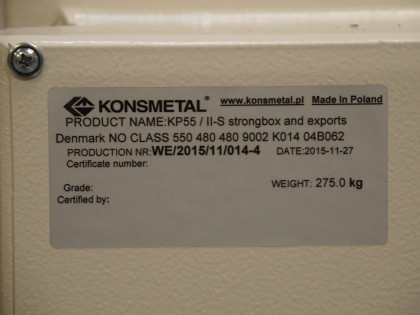 KONSMETAL® www.konsmetal.pl Made in Poland
PRODUCT NAME:KP55 / II-S strongbox and exports
Denmark NO CLASS 550 480 480 9002 K014 04B062
PRODUCTION NR:WE/2015/11/014-4 DATE:2015-11-27
Certificate number:
Grade: WEIGHT: 275.0 kg
Certified by: